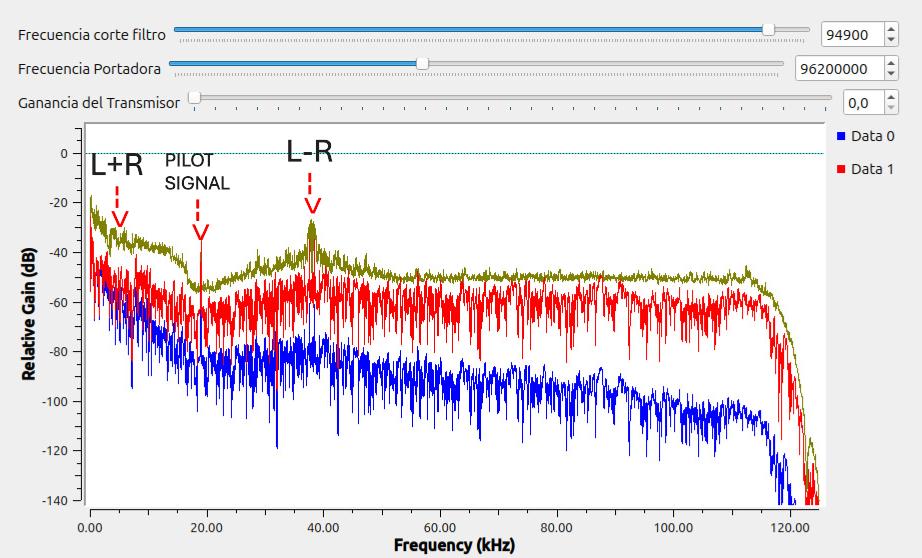 Frecuencia corte filtro 94900
Frecuencia Portadora 96200000
Ganancia del Transmisor 0,0
Data 0
Data 1
L+R
PILOT
SIGNAL
L-R
Relative Gain (dB)
0
-20
-40
-60
-80
-100
-120
-140
0.00 20.00 40.00 60.00 80.00 100.00 120.00
Frequency (kHz)